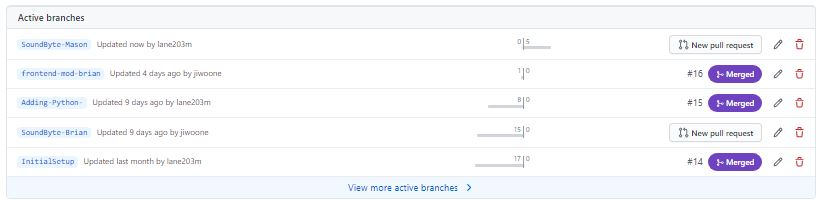 Active branches
SoundByte-Mason Updated now by lane203m 0 5 New pull request
frontend-mod-brian Updated 4 days ago by jiwoone 1 0 #16 Merged
Adding-Python- Updated 9 days ago by lane203m 8 0 #15 Merged
SoundByte-Brian Updated 9 days ago by jiwoone 15 0 New pull request
InitialSetup Updated last month by lane203m 17 0 #14 Merged
View more active branches